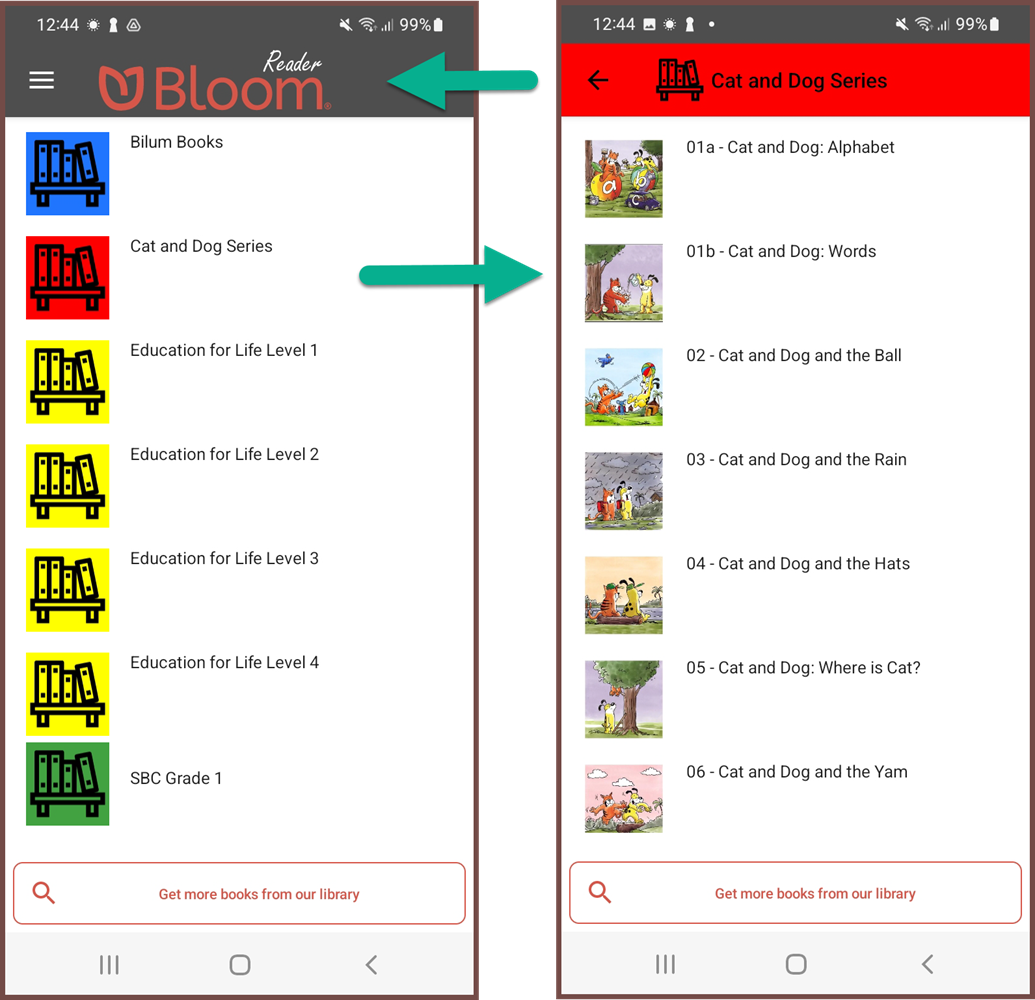 12:44
99%
Reader
Bloom®
Bilum Books
Cat and Dog Series
Education for Life Level 1
Education for Life Level 2
Education for Life Level 3
Education for Life Level 4
SBC Grade 1
Get more books from our library
12:44
99%
Cat and Dog Series
01a - Cat and Dog: Alphabet
a
b
c
01b - Cat and Dog: Words
02 - Cat and Dog and the Ball
03 - Cat and Dog and the Rain
04 - Cat and Dog and the Hats
05 - Cat and Dog: Where is Cat?
06 - Cat and Dog and the Yam
Get more books from our library